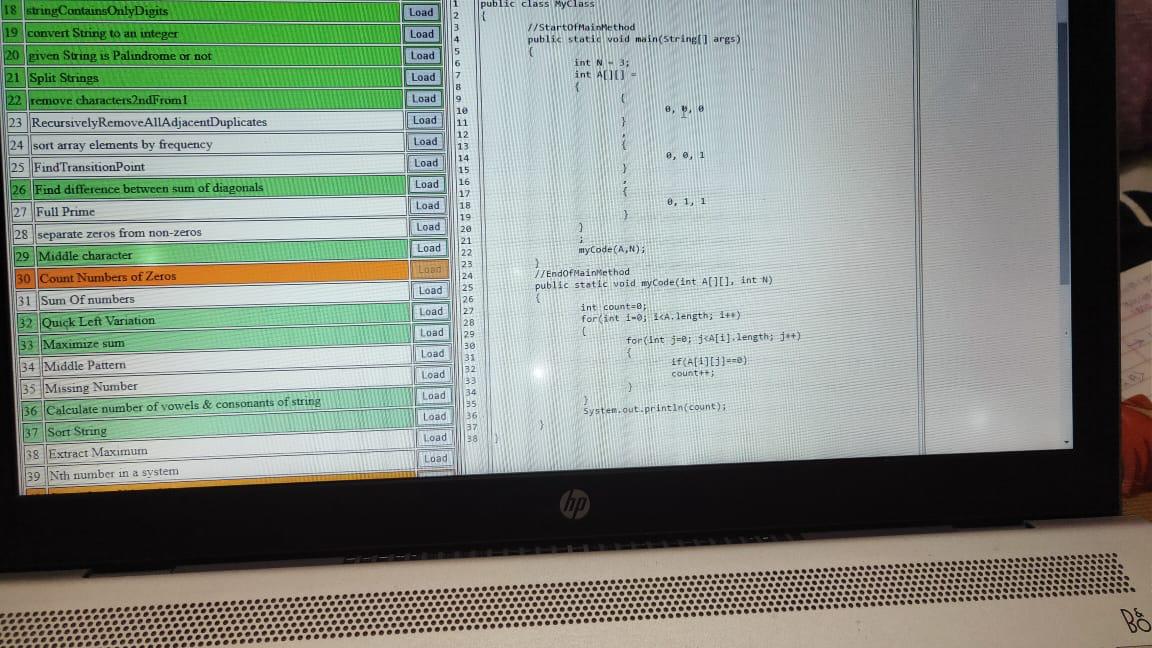 18 stringContainsOnlyDigits Load
19 convert String to an integer Load
20 given String is Palindrome or not Load
21 Split Strings Load
22 remove characters2ndFrom1 Load
23 RecursivelyRemoveAllAdjacentDuplicates Load
24 sort array elements by frequency Load
25 FindTransitionPoint Load
26 Find difference between sum of diagonals Load
27 Full Prime Load
28 separate zeros from non-zeros Load
29 Middle character Load
30 Count Numbers of Zeros Load
31 Sum Of numbers Load
32 Quick Left Variation Load
33 Maximize sum Load
34 Middle Pattern Load
35 Missing Number Load
36 Calculate number of vowels & consonants of string Load
37 Sort String Load
38 Extract Maximum Load
39 Nth number in a system Load
1 public class MyClass
2 {
3 //StartOfMainMethod
4 public static void main(String[] args)
5 {
6 int N = 3;
7 int A[][] =
8 {
9 {
10 0, 0, 0
11 }
12 ,
13 {
14 0, 0, 1
15 }
16 ,
17 {
18 0, 1, 1
19 }
20 }
21 ;
22 myCode(A,N);
23 }
24 //EndOfMainMethod
25 public static void myCode(int A[][], int N)
26 {
27 int count=0;
28 for(int i=0; i<A.length; i++)
29 {
30 for(int j=0; j<A[i].length; j++)
31 {
32 if(A[i][j]==0)
33 count++;
34 }
35 }
36 System.out.println(count);
37 }
38 }
hp
B&O